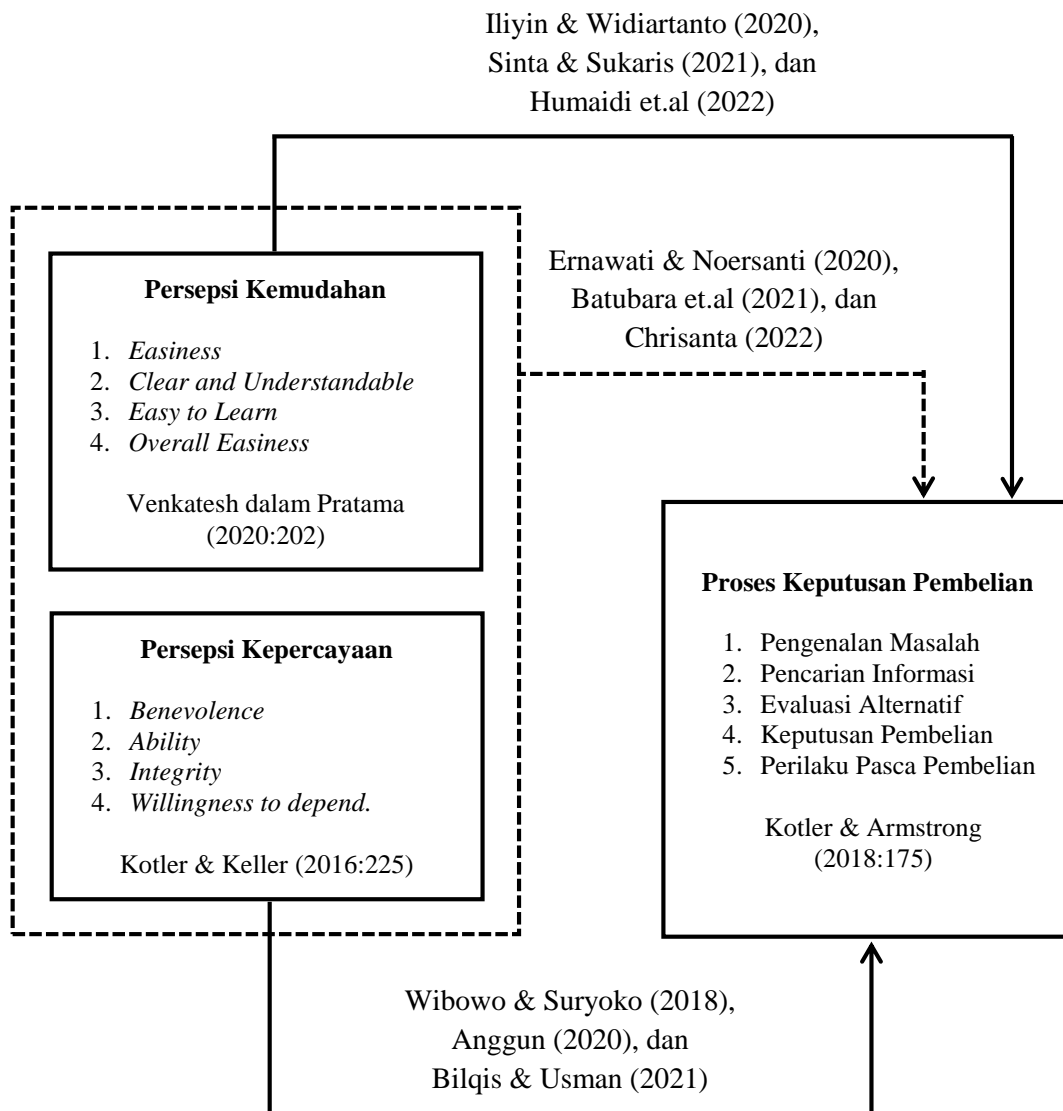 Iliyin & Widiartanto (2020),
Sinta & Sukaris (2021), dan
Humaidi et.al (2022)
Persepsi Kemudahan
1. Easiness
2. Clear and Understandable
3. Easy to Learn
4. Overall Easiness
Venkatesh dalam Pratama
(2020:202)
Ernawati & Noersanti (2020),
Batubara et.al (2021), dan
Chrisanta (2022)
Persepsi Kepercayaan
1. Benevolence
2. Ability
3. Integrity
4. Willingness to depend.
Kotler & Keller (2016:225)
Proses Keputusan Pembelian
1. Pengenalan Masalah
2. Pencarian Informasi
3. Evaluasi Alternatif
4. Keputusan Pembelian
5. Perilaku Pasca Pembelian
Kotler & Armstrong
(2018:175)
Wibowo & Suryoko (2018),
Anggun (2020), dan
Bilqis & Usman (2021)